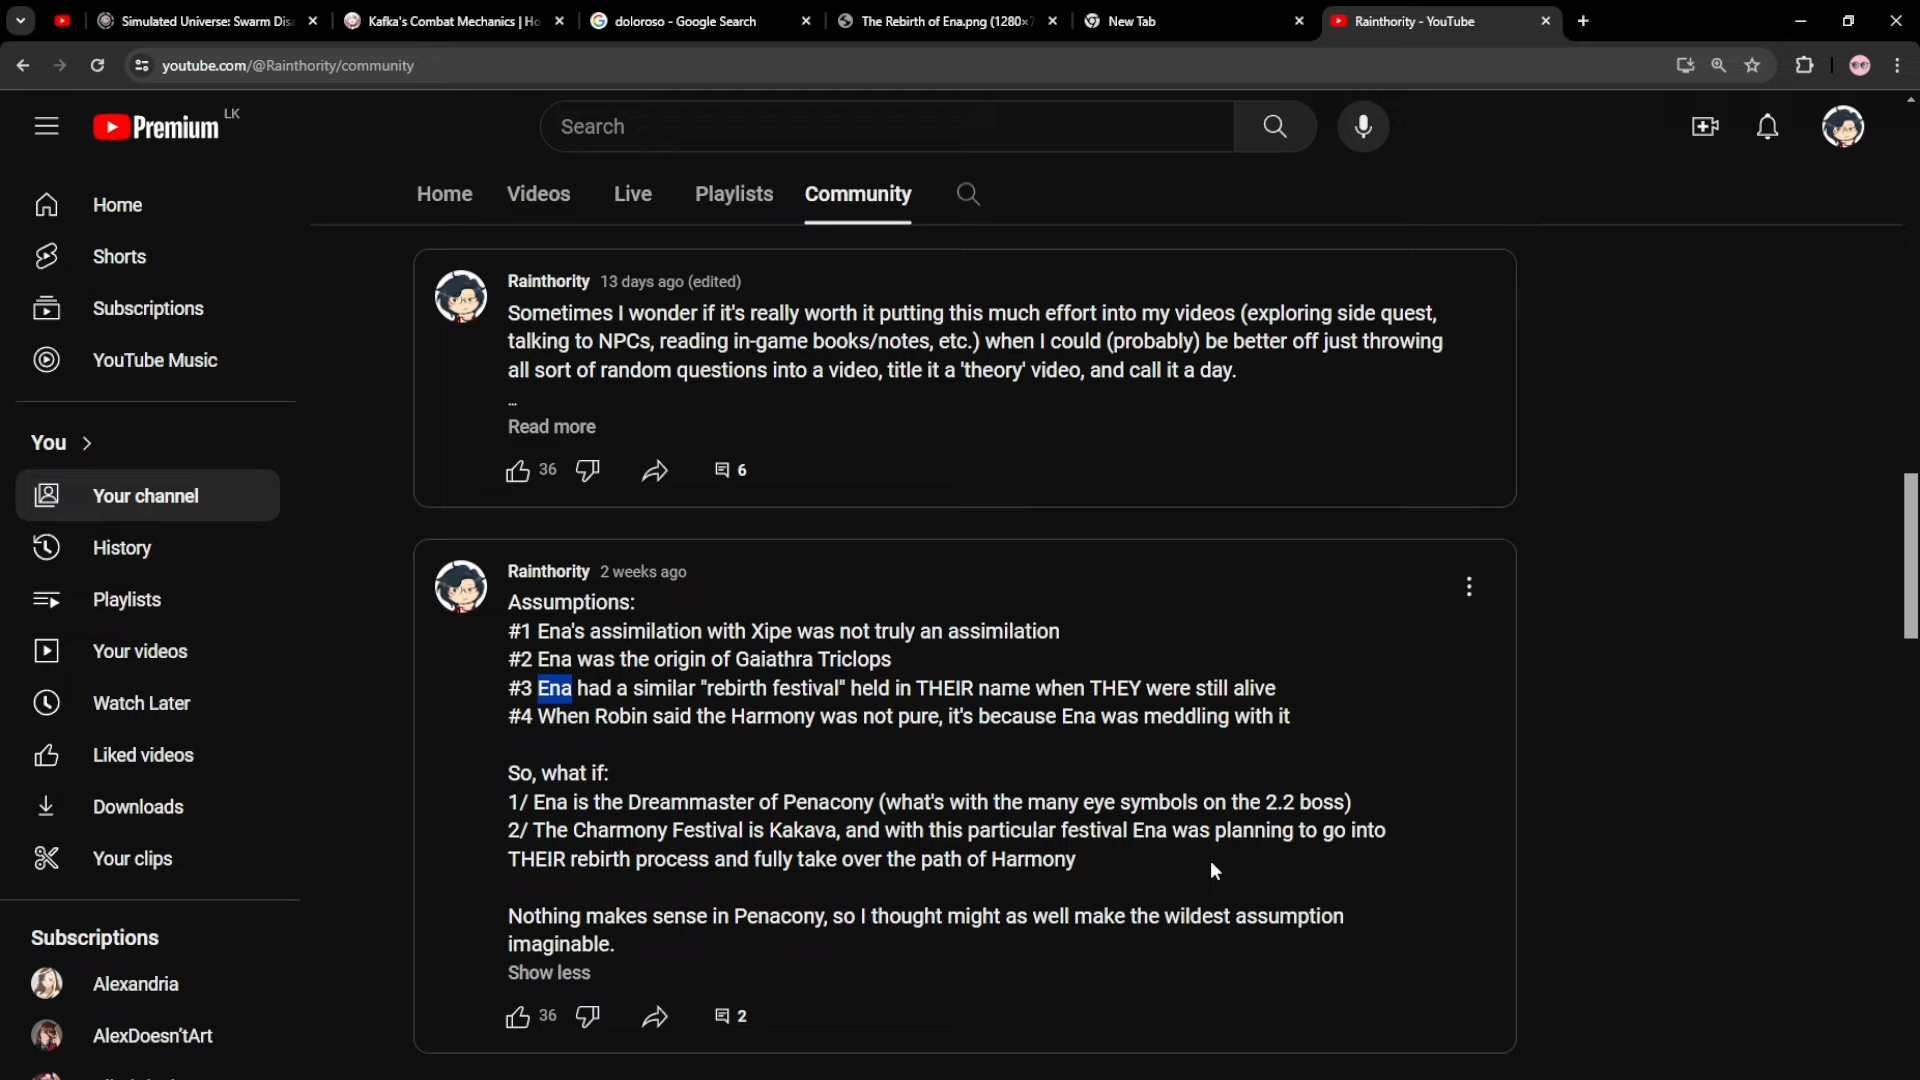 Simulated Universe: Swarm Dis
Kafka's Combat Mechanics | Ho
doloroso - Google Search
The Rebirth of Ena.png (1280×7
New Tab
Rainthority - YouTube
youtube.com/@Rainthority/community
Premium LK
Search
Home
Shorts
Subscriptions
YouTube Music
You
Your channel
History
Playlists
Your videos
Watch Later
Liked videos
Downloads
Your clips
Subscriptions
Alexandria
AlexDoesn'tArt
Home Videos Live Playlists Community
Rainthority 13 days ago (edited)
Sometimes I wonder if it's really worth it putting this much effort into my videos (exploring side quest,
talking to NPCs, reading in-game books/notes, etc.) when I could (probably) be better off just throwing
all sort of random questions into a video, title it a 'theory' video, and call it a day.
...
Read more
36 6
Rainthority 2 weeks ago
Assumptions:
#1 Ena's assimilation with Xipe was not truly an assimilation
#2 Ena was the origin of Gaiathra Triclops
#3 Ena had a similar "rebirth festival" held in THEIR name when THEY were still alive
#4 When Robin said the Harmony was not pure, it's because Ena was meddling with it
So, what if:
1/ Ena is the Dreammaster of Penacony (what's with the many eye symbols on the 2.2 boss)
2/ The Charmony Festival is Kakava, and with this particular festival Ena was planning to go into
THEIR rebirth process and fully take over the path of Harmony
Nothing makes sense in Penacony, so I thought might as well make the wildest assumption
imaginable.
Show less
36 2